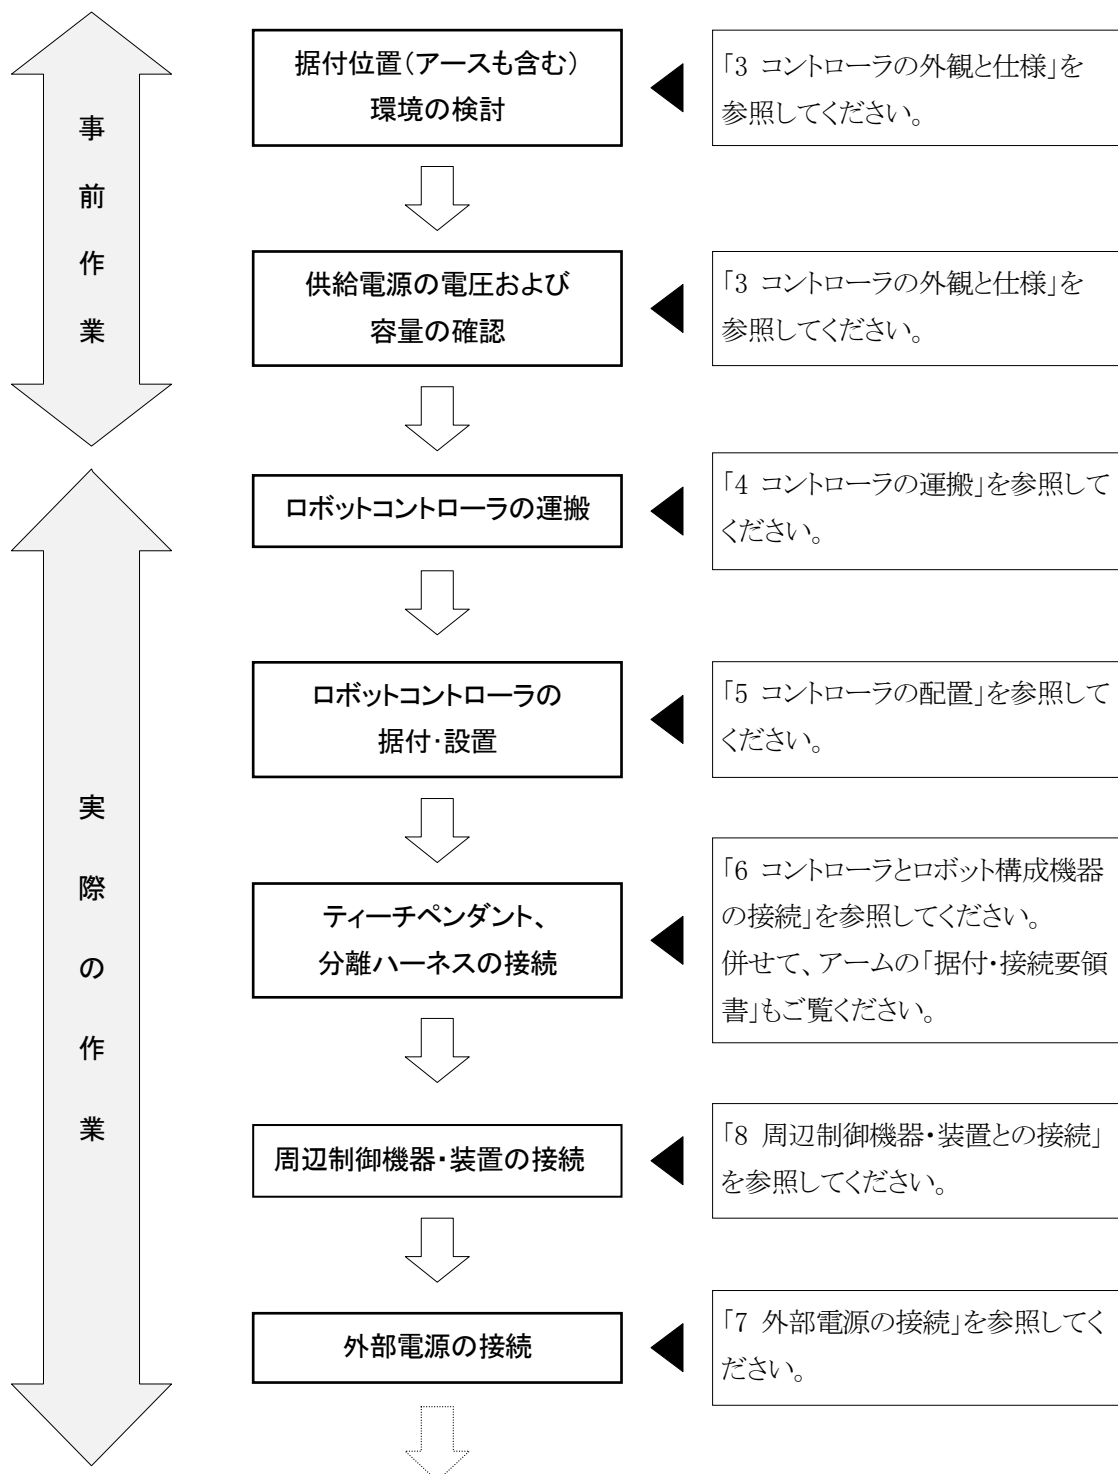 事前作業
据付位置(アースも含む)
環境の検討
「3 コントローラの外観と仕様」を
参照してください。
供給電源の電圧および
容量の確認
「3 コントローラの外観と仕様」を
参照してください。
実際の作業
ロボットコントローラの運搬
「4 コントローラの運搬」を参照して
ください。
ロボットコントローラの
据付･設置
「5 コントローラの配置」を参照して
ください。
ティーチペンダント、
分離ハーネスの接続
「6 コントローラとロボット構成機器
の接続」を参照してください。
併せて、アームの「据付・接続要領
書」もご覧ください。
周辺制御機器・装置の接続
「8 周辺制御機器・装置との接続」
を参照してください。
外部電源の接続
「7 外部電源の接続」を参照してく
ださい。